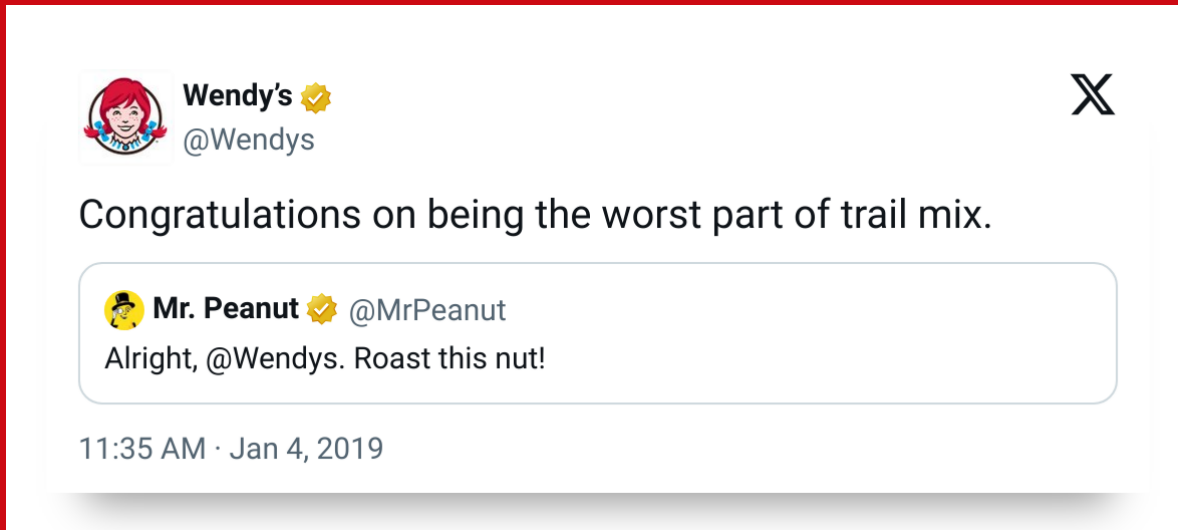 Wendy’s
@Wendys
Congratulations on being the worst part of trail mix.
Mr. Peanut @MrPeanut
Alright, @Wendys. Roast this nut!
11:35 AM · Jan 4, 2019